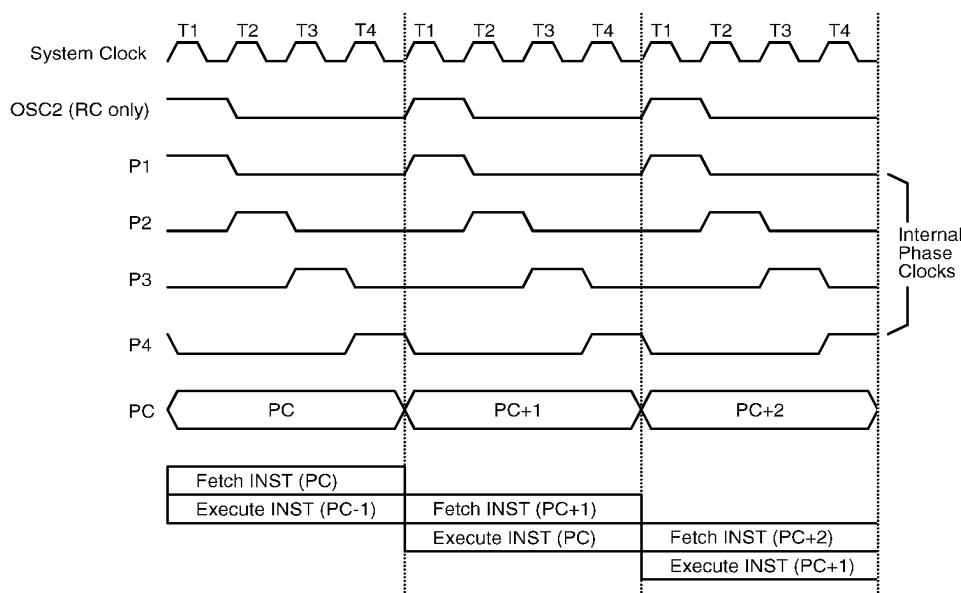 T1 T2 T3 T4 T1 T2 T3 T4 T1 T2 T3 T4
System Clock
OSC2 (RC only)
P1
P2
Internal
Phase
Clocks
P3
P4
PC PC PC+1 PC+2
Fetch INST (PC)
Execute INST (PC-1) Fetch INST (PC+1)
Execute INST (PC) Fetch INST (PC+2)
Execute INST (PC+1)